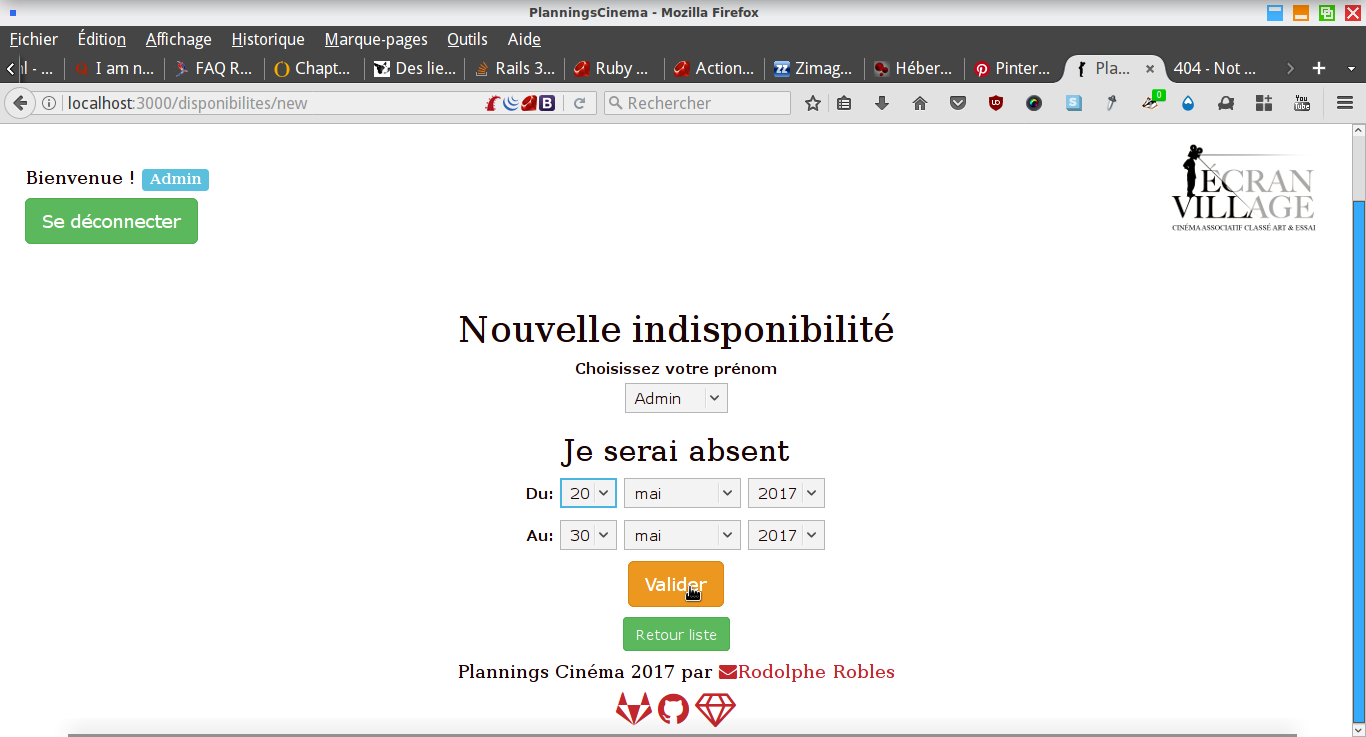 PlanningsCinema - Mozilla Firefox
Fichier Édition Affichage Historique Marque-pages Outils Aide
I am n... FAQ R... Chapt... Des lie... Rails 3... Ruby ... Action... Zimag... Héber... Pinter... Pla... 404 - Not ...
localhost:3000/disponibilites/new
Rechercher
0
Bienvenue ! Admin
Se déconnecter
ÉCRAN
VILLAGE
CINÉMA ASSOCIATIF CLASSÉ ART & ESSAI
Nouvelle indisponibilité
Choisissez votre prénom
Admin
Je serai absent
Du: 20 mai 2017
Au: 30 mai 2017
Valider
Retour liste
Plannings Cinéma 2017 par Rodolphe Robles